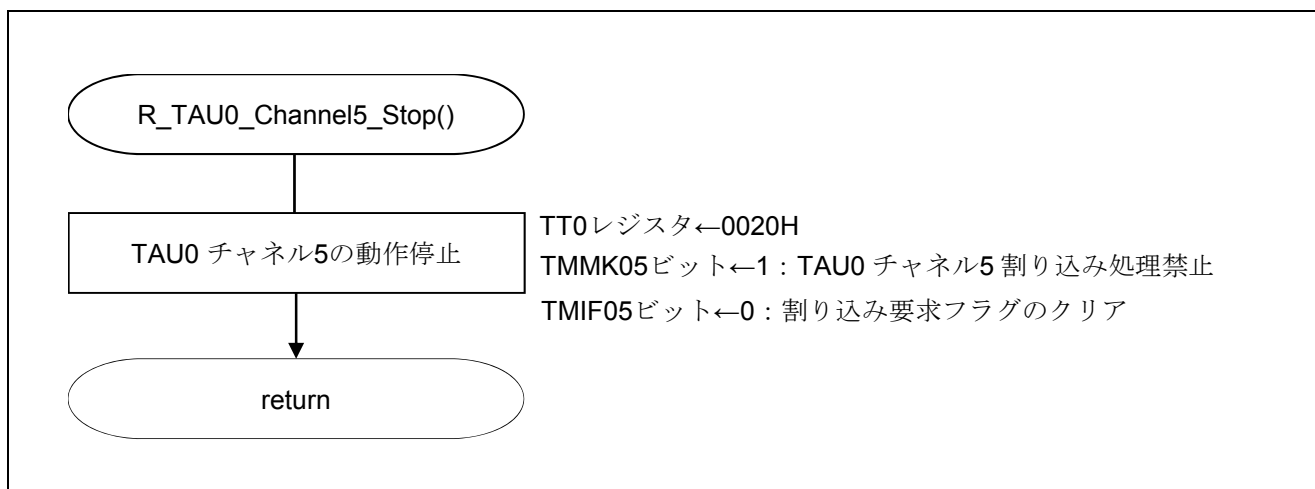 R_TAU0_Channel5_Stop()
TAU0 チャネル5の動作停止
TT0レジスタ←0020H
TMMK05ビット←1：TAU0 チャネル5 割り込み処理禁止
TMIF05ビット←0：割り込み要求フラグのクリア
return